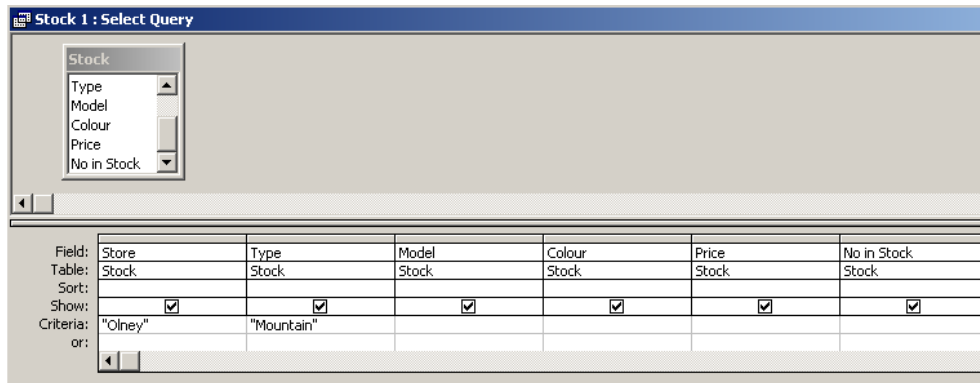 Stock 1 : Select Query
Stock
Type
Model
Colour
Price
No in Stock
Field: Store Type Model Colour Price No in Stock
Table: Stock Stock Stock Stock Stock Stock
Sort:
Show:
Criteria: "Olney" "Mountain"
or: